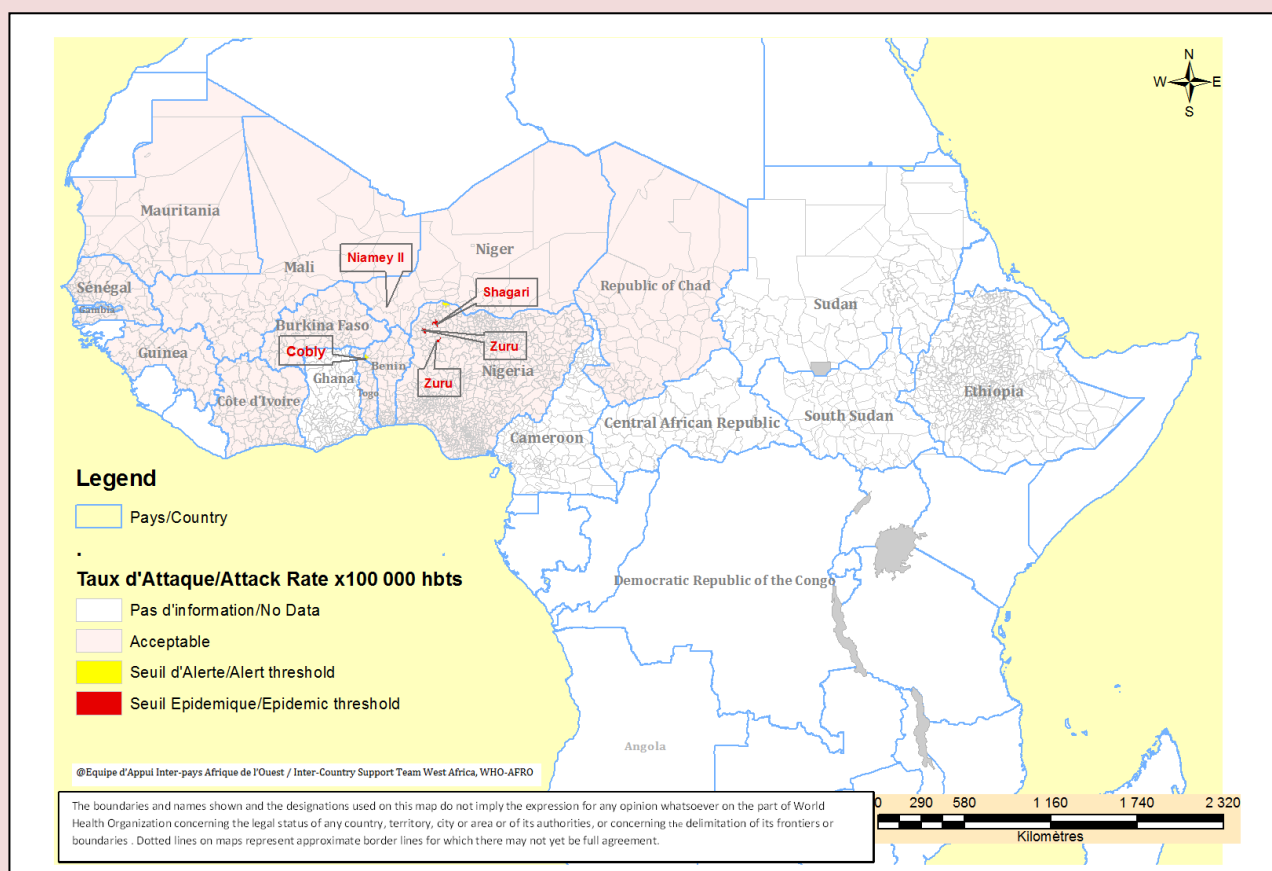 N
W E
S
Mauritania
Niamey II
Niger
Mali
Sénégal
Shagari
Republic of Chad
Gambia
Sudan
Burkina Faso
Zuru
Guinea
Cobly
Benin
Nigeria
Ghana
Zuru
Togo
Ethiopia
Côte d'Ivoire
South Sudan
Central African Republic
Cameroon
Legend
Pays/Country
.
Taux d'Attaque/Attack Rate x100 000 hbts
Democratic Republic of the Congo
Pas d'information/No Data
Acceptable
Seuil d'Alerte/Alert threshold
Seuil Epidemique/Epidemic threshold
Angola
@Equipe d'Appui Inter-pays Afrique de l'Ouest / Inter-Country Support Team West Africa, WHO-AFRO
The boundaries and names shown and the designations used on this map do not imply the expression for any opinion whatsoever on the part of World
Health Organization concerning the legal status of any country, territory, city or area or of its authorities, or concerning the delimitation of its frontiers or
boundaries . Dotted lines on maps represent approximate border lines for which there may not yet be full agreement.
0 290 580 1 160 1 740 2 320
Kilomètres